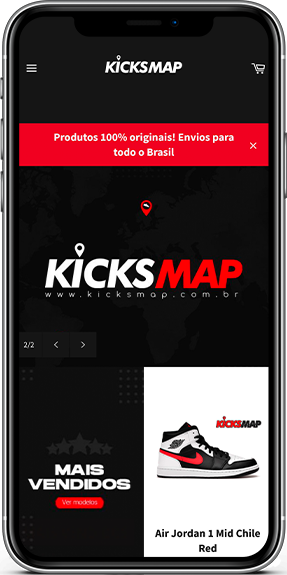 KICKSMAP
Produtos 100% originais! Envios para
todo o Brasil
KICKSMAP
www.kicksmap.com.br
2/2
MAIS
VENDIDOS
Ver modelos
KICKSMAP
Air Jordan 1 Mid Chile
Red